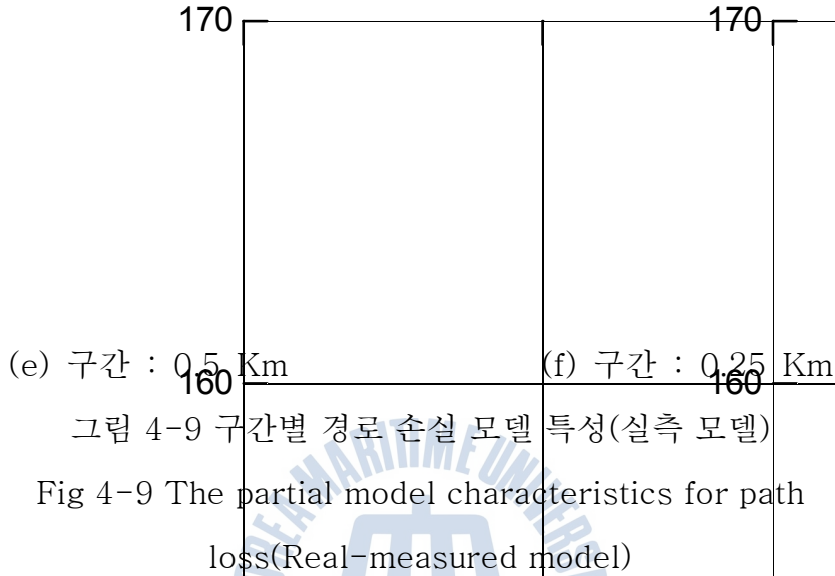 170 170
(e) 구간 : 0.5 Km (f) 구간 : 0.25 Km
160 160
그림 4-9 구간별 경로 손실 모델 특성(실측 모델)
Fig 4-9 The partial model characteristics for path
loss(Real-measured model)